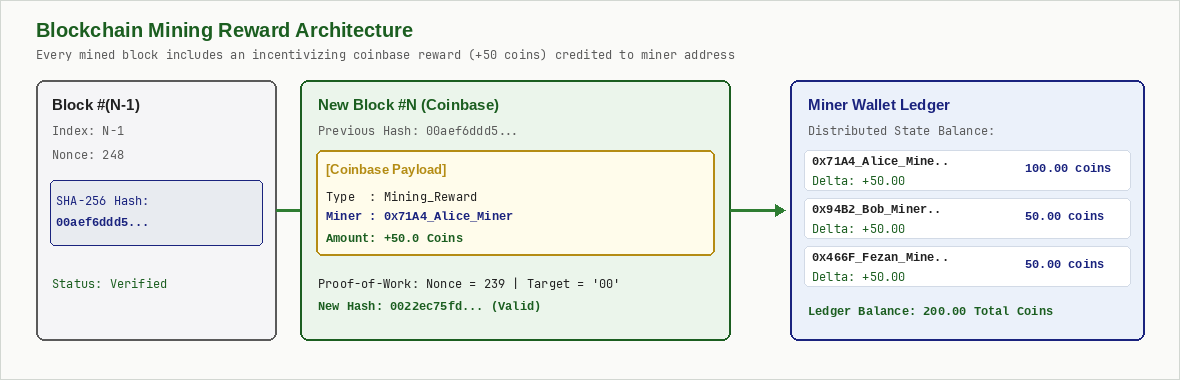 Blockchain Mining Reward Architecture
Every mined block includes an incentivizing coinbase reward (+50 coins) credited to miner address
Block #(N-1)
Index: N-1
Nonce: 248
SHA-256 Hash:
00aef6ddd5...
Status: Verified
New Block #N (Coinbase)
Previous Hash: 00aef6ddd5...
[Coinbase Payload]
Type  : Mining_Reward
Miner : 0x71A4_Alice_Miner
Amount: +50.0 Coins
Proof-of-Work: Nonce = 239 | Target = '00'
New Hash: 0022ec75fd... (Valid)
Miner Wallet Ledger
Distributed State Balance:
0x71A4_Alice_Mine.. 100.00 coins
Delta: +50.00
0x94B2_Bob_Miner.. 50.00 coins
Delta: +50.00
0x466F_Fezan_Mine.. 50.00 coins
Delta: +50.00
Ledger Balance: 200.00 Total Coins